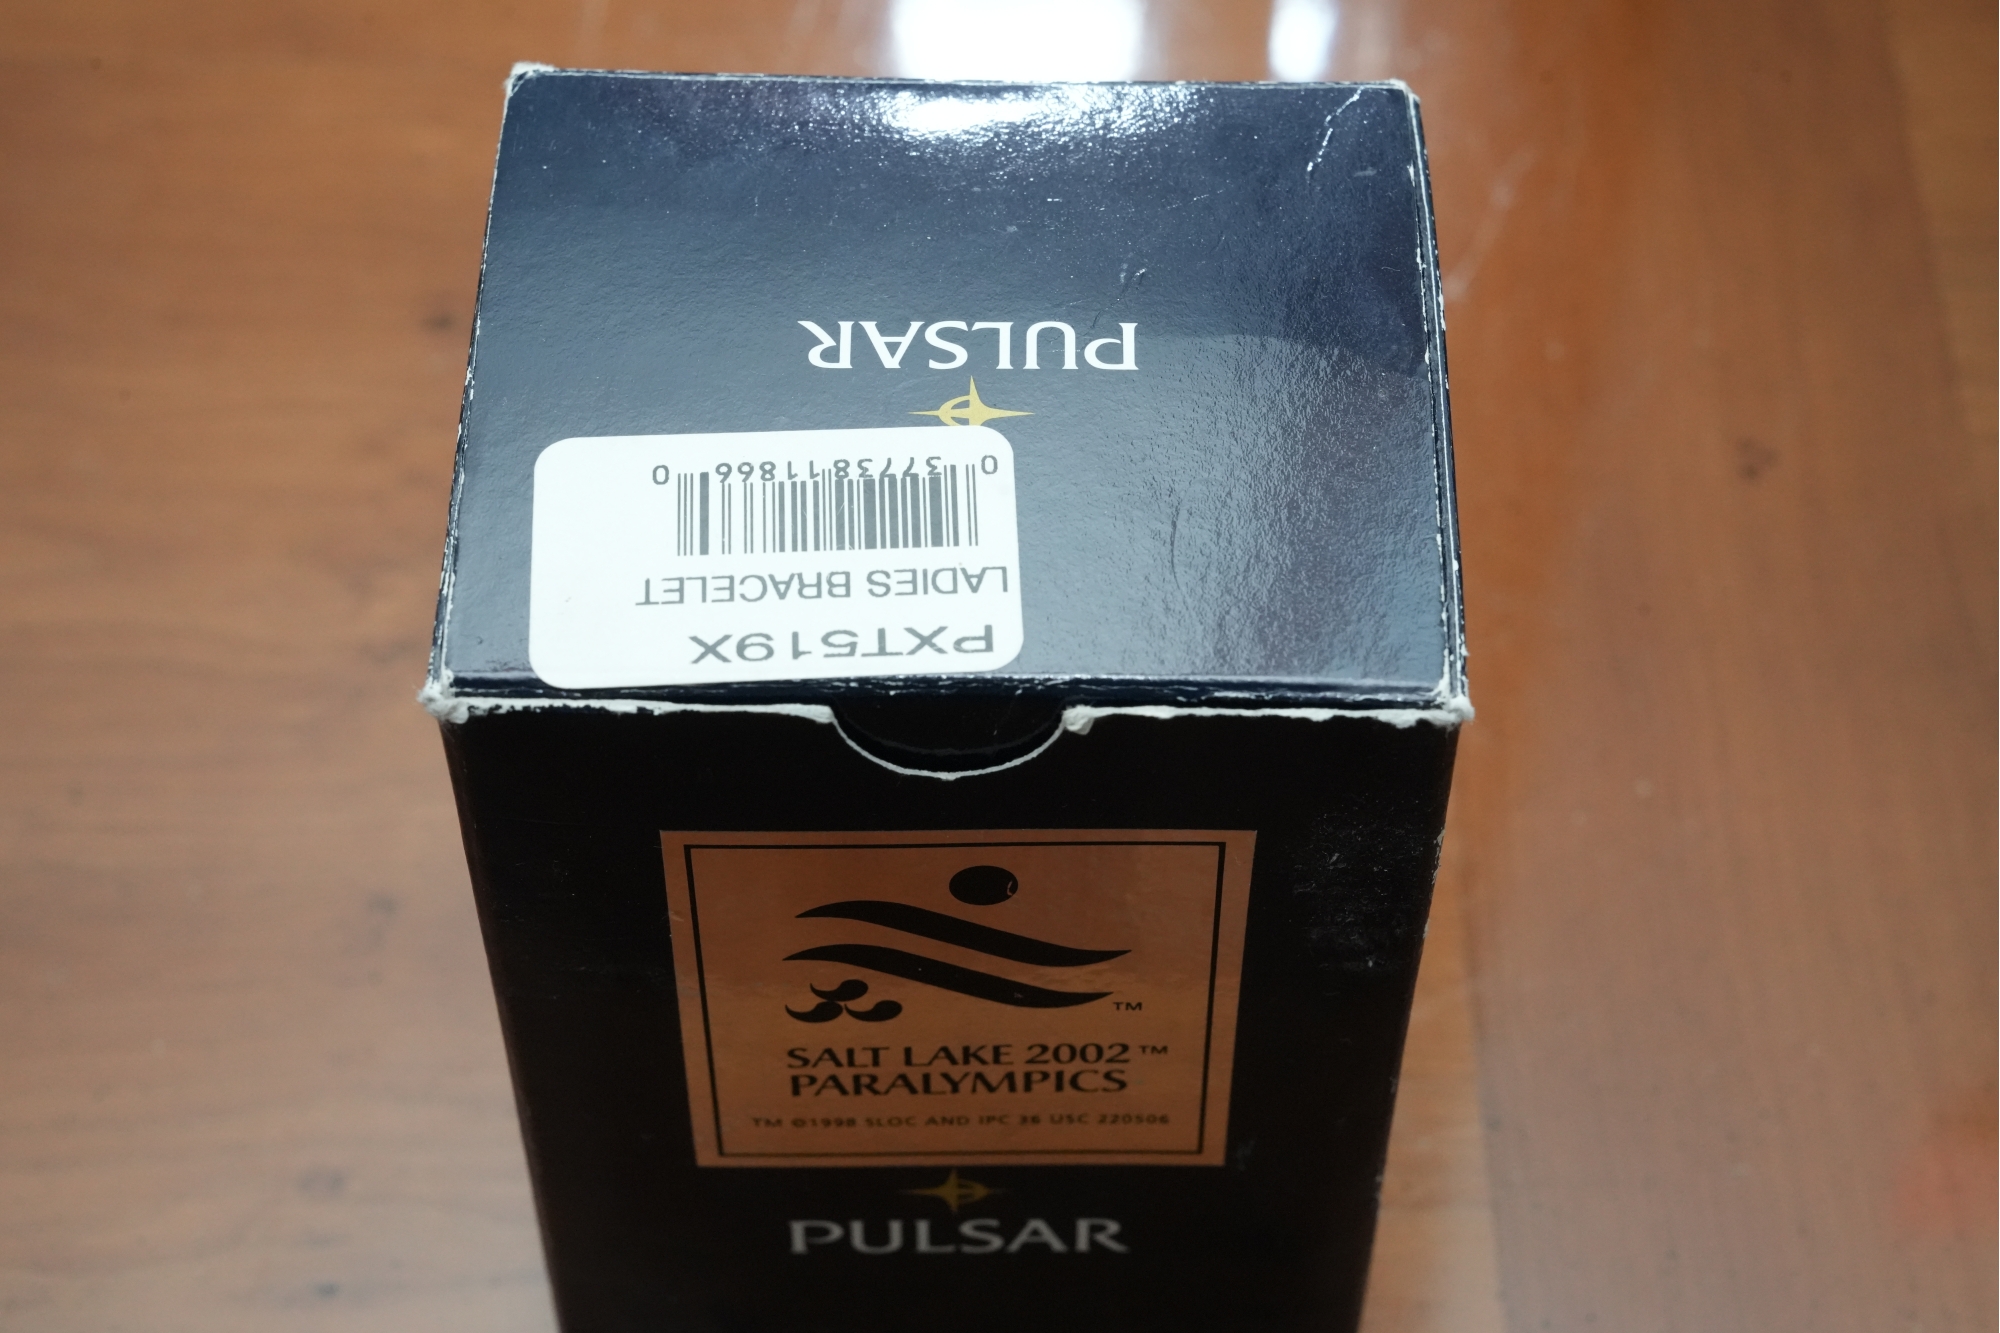 PULSAR
0 37738 11866 0
LADIES BRACELET
PXT519X
TM
SALT LAKE 2002™
PARALYMPICS
TM ©1998 SLOC AND IPC 36 USC 220506
PULSAR